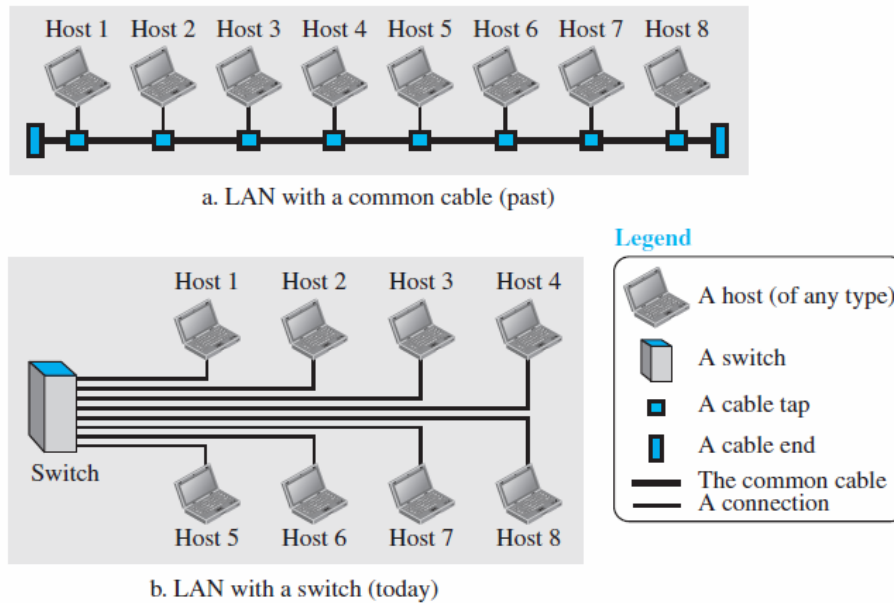 Host 1 Host 2 Host 3 Host 4 Host 5 Host 6 Host 7 Host 8
a. LAN with a common cable (past)
Host 1 Host 2 Host 3 Host 4
Switch
Host 5 Host 6 Host 7 Host 8
b. LAN with a switch (today)
Legend
A host (of any type)
A switch
A cable tap
A cable end
The common cable
A connection